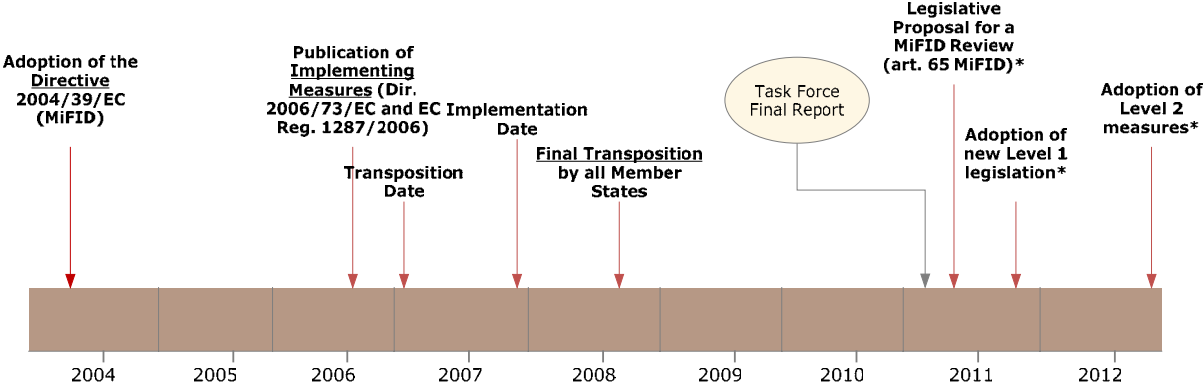 Adoption of the
Directive
2004/39/EC
(MiFID)
Publication of
Implementing
Measures (Dir.
2006/73/EC and EC
Reg. 1287/2006)
Transposition
Date
Implementation
Date
Final Transposition
by all Member
States
Task Force
Final Report
Legislative
Proposal for a
MiFID Review
(art. 65 MiFID)*
Adoption of
new Level 1
legislation*
Adoption of
Level 2
measures*
2004
2005
2006
2007
2008
2009
2010
2011
2012